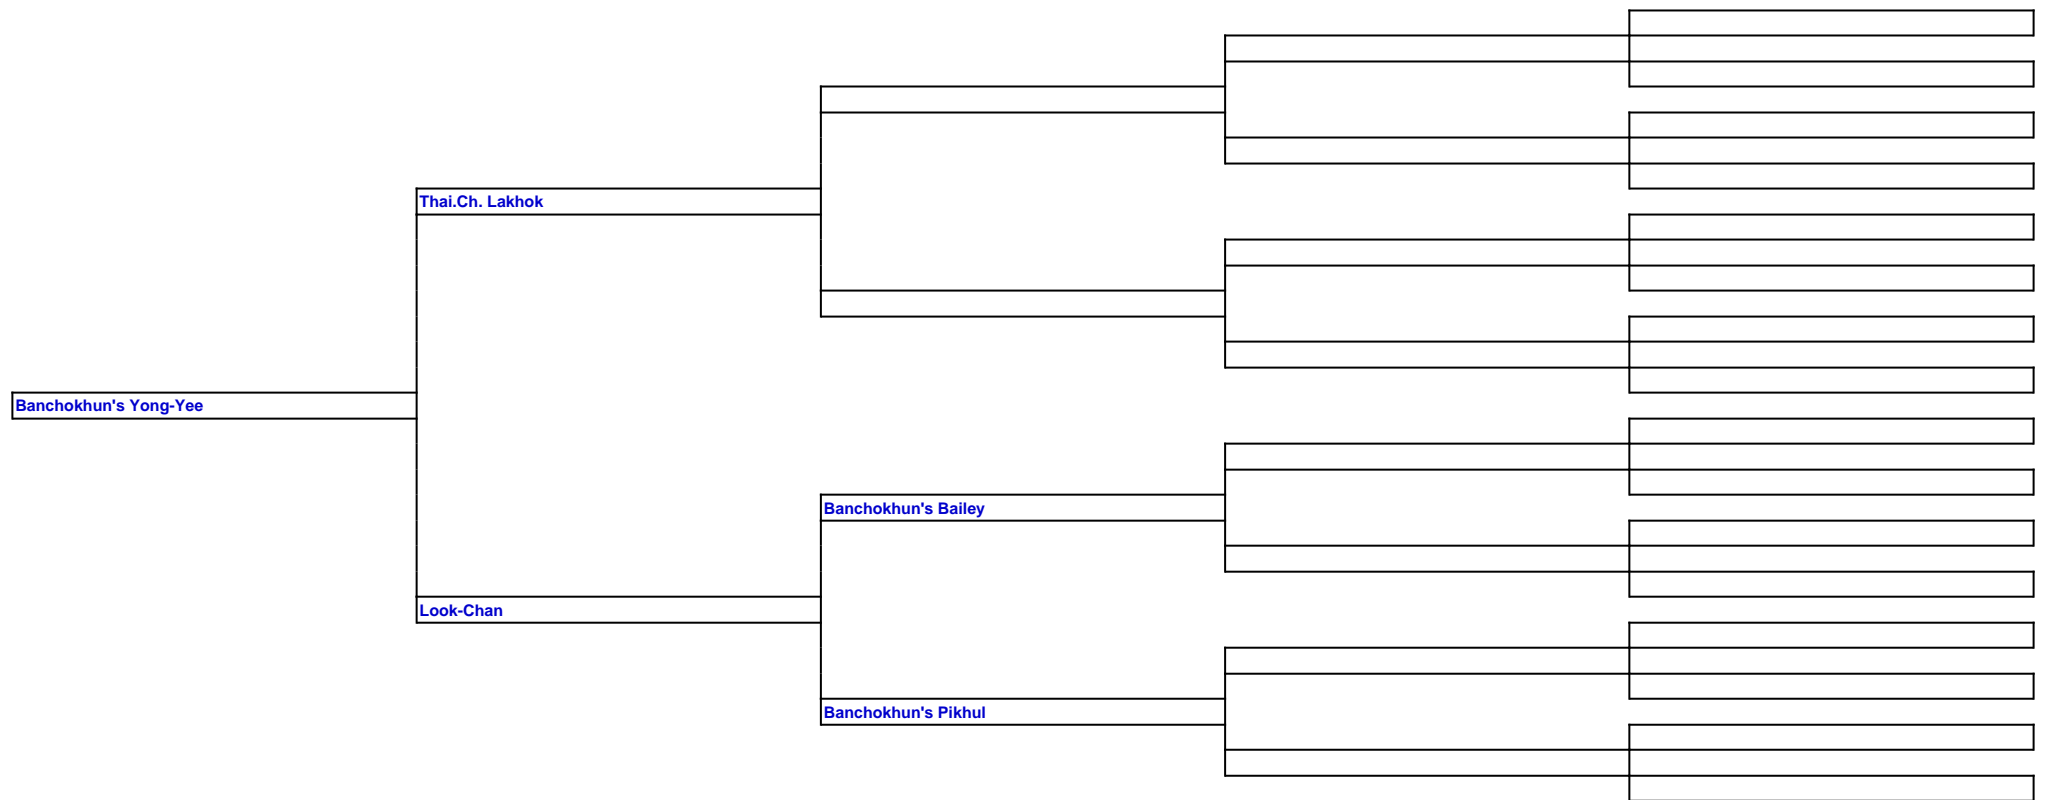 Thai.Ch. Lakhok
Banchokhun's Yong-Yee
Banchokhun's Bailey
Look-Chan
Banchokhun's Pikhul